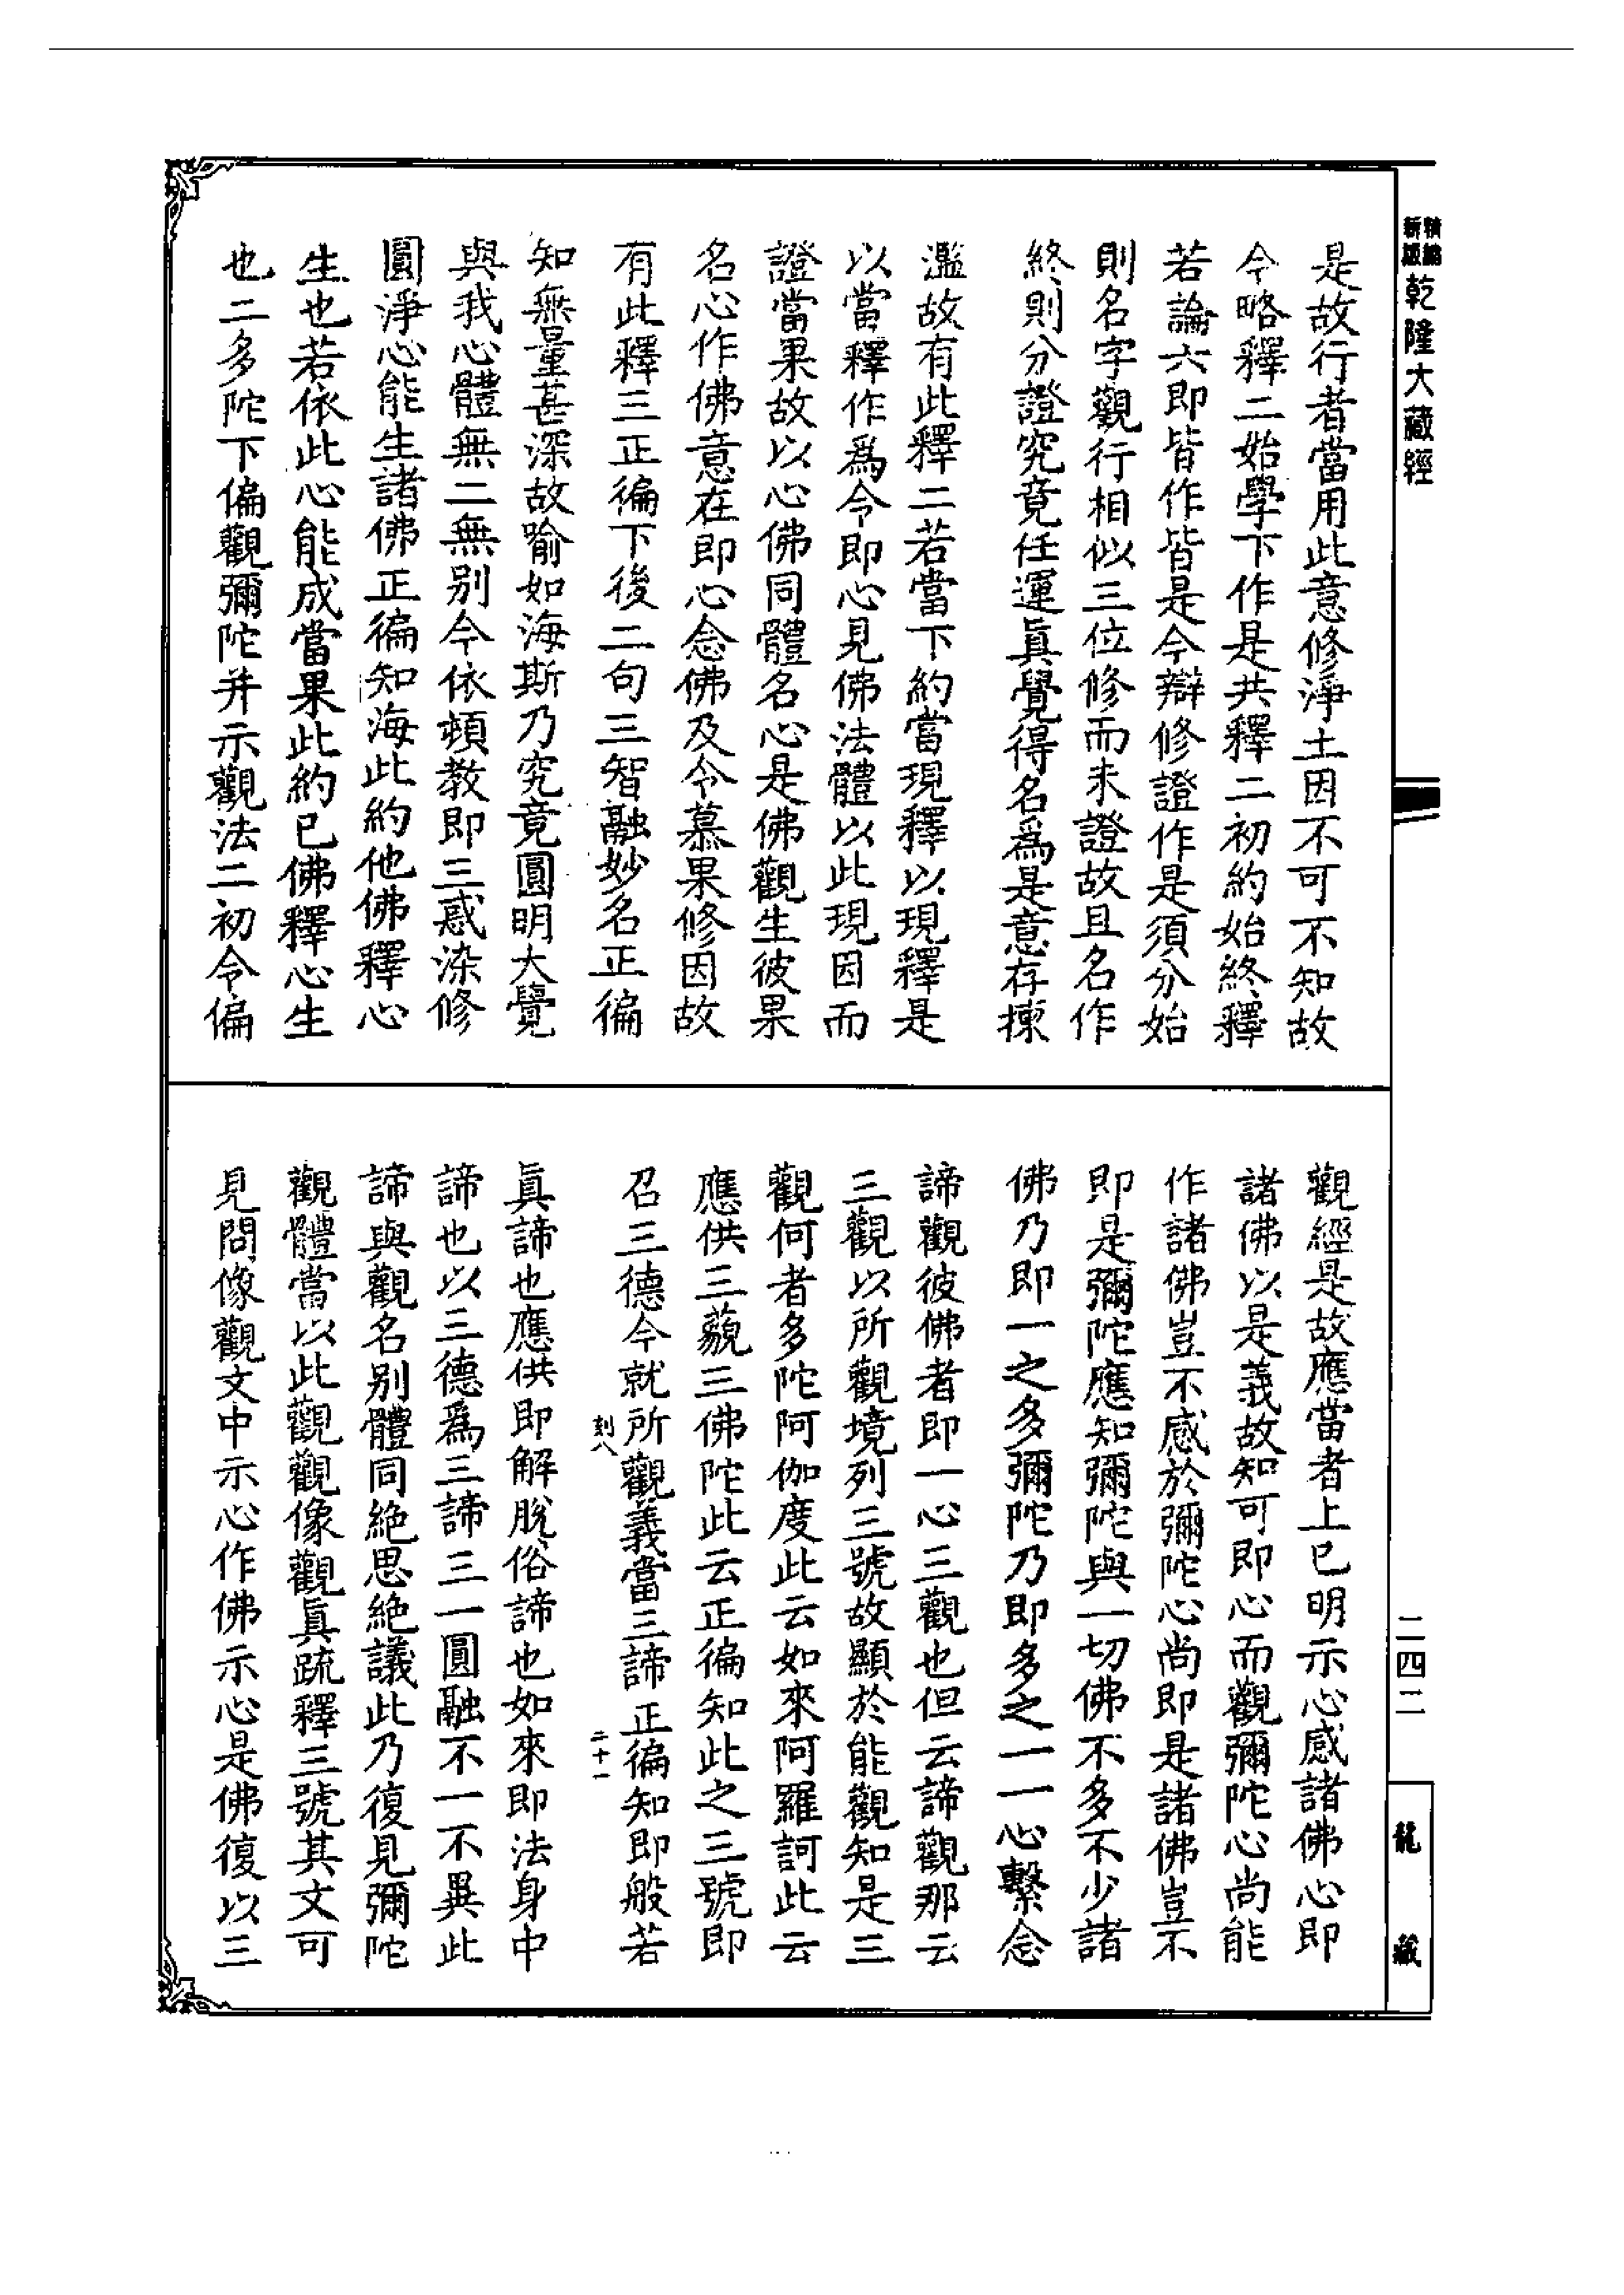 精縮新版乾隆大藏經
是故行者當用此意修淨土因不可不知故
今略釋二始學下作是共釋二初約始終釋
若論六即皆作皆是今辯修證作是須分始
則名字觀行相似三位修而未證故且名作
終則分證究竟任運眞覺得名爲是意存揀
濫故有此釋二若當下約當現釋以現釋是
以當釋作爲令即心見佛法體以此現因而
證當果故以心佛同體名心是佛觀生彼果
名心作佛意在即心念佛及令慕果修因故
有此釋三正徧下後二句三智融妙名正徧
知無量甚深故喻如海斯乃究竟圓明大覺
與我心體無二無別今依頓教即三惑染修
圓淨心能生諸佛正徧知海此約他佛釋心
生也若依此心能成當果此約已佛釋心生
也二多陀下偏觀彌陀并示觀法二初令偏
觀經是故應當者上已明示心感諸佛心即
諸佛以是義故知可即心而觀彌陀心尚能
作諸佛豈不感於彌陀心尚即是諸佛豈不
即是彌陀應知彌陀與一切佛不多不少諸
佛乃即一之多彌陀乃即多之一一心繫念
諦觀彼佛者即一心三觀也但云諦觀那云
三觀以所觀境列三號故顯於能觀知是三
觀何者多陀阿伽度此云如來阿羅訶此云
應供三藐三佛陀此云正徧知此之三號即
召三德今就所觀義當三諦正徧知即般若
刻八
二十一
眞諦也應供即解脫俗諦也如來即法身中
諦也以三德爲三諦三一圓融不一不異此
諦與觀名別體同絕思絕議此乃復見彌陀
觀體當以此觀觀像觀眞疏釋三號其文可
見問像觀文中示心作佛示心是佛復以三
二四二
龍藏